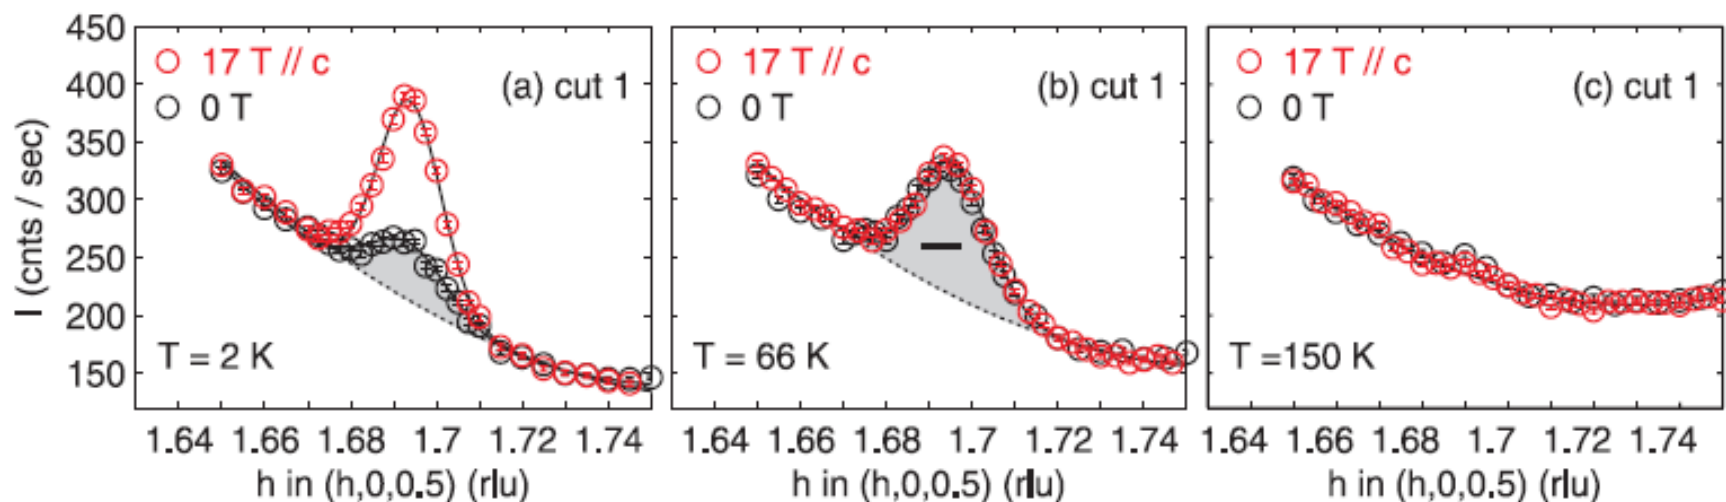 450
400
350
300
250
200
150
I (cnts / sec)
17 T // c
0 T
(a) cut 1
T = 2 K
1.64 1.66 1.68 1.7 1.72 1.74
h in (h,0,0.5) (rlu)
17 T // c
0 T
(b) cut 1
T = 66 K
1.64 1.66 1.68 1.7 1.72 1.74
h in (h,0,0.5) (rlu)
17 T // c
0 T
(c) cut 1
T =150 K
1.64 1.66 1.68 1.7 1.72 1.74
h in (h,0,0.5) (rlu)